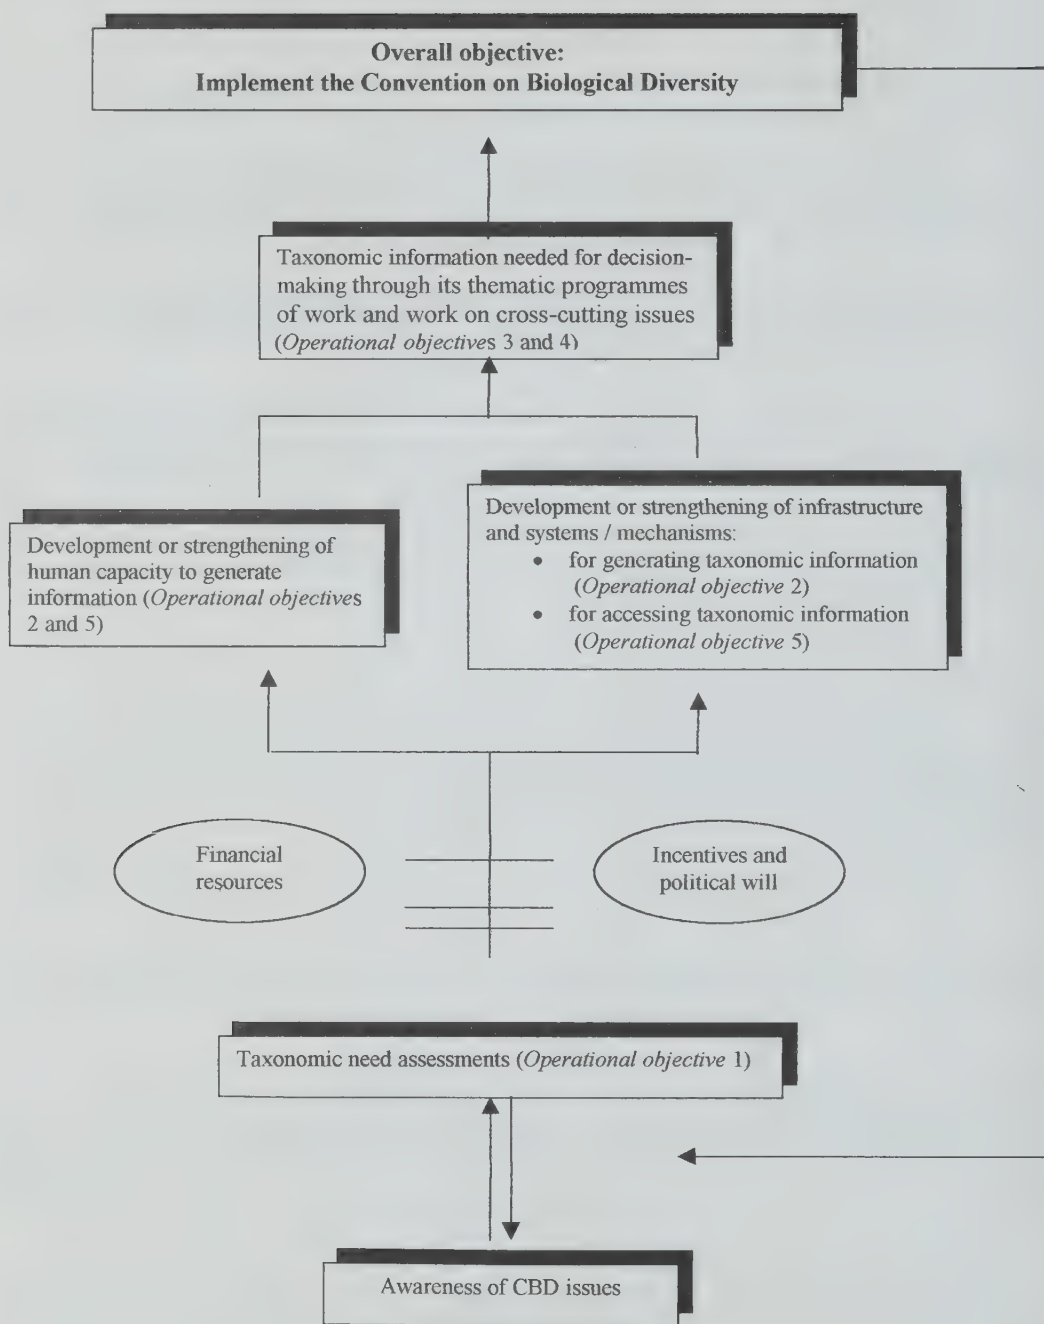 Overall objective:
Implement the Convention on Biological Diversity
Taxonomic information needed for decision-
making through its thematic programmes
of work and work on cross-cutting issues
(Operational objectives 3 and 4)
Development or strengthening of
human capacity to generate
information (Operational objectives
2 and 5)
Development or strengthening of infrastructure
and systems / mechanisms:
• for generating taxonomic information
(Operational objective 2)
• for accessing taxonomic information
(Operational objective 5)
Financial
resources
Incentives and
political will
Taxonomic need assessments (Operational objective 1)
Awareness of CBD issues